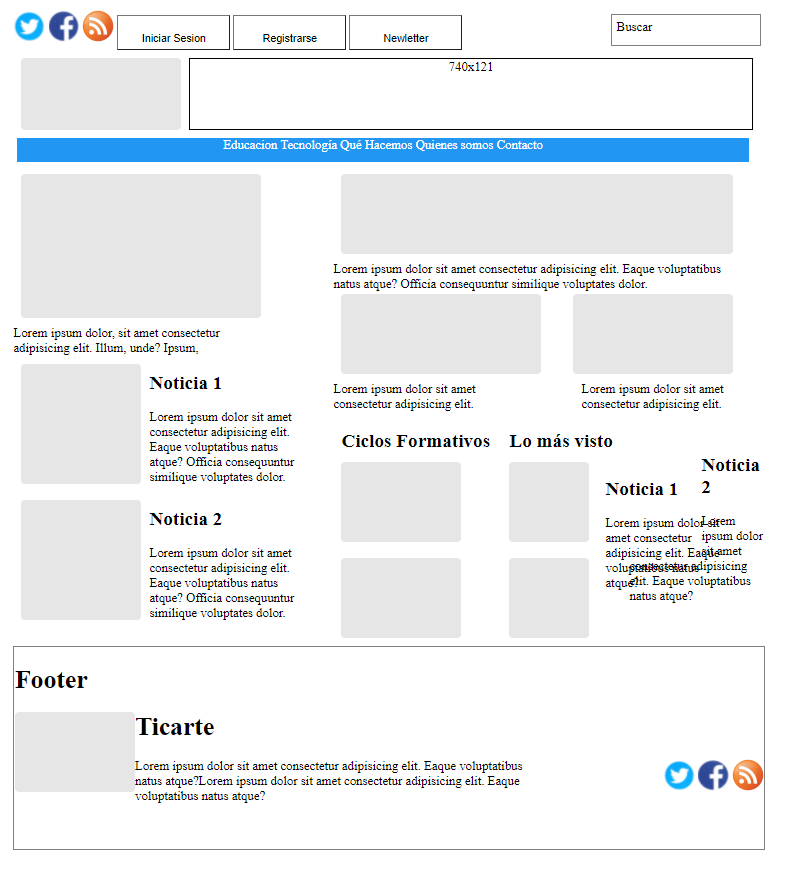 Iniciar Sesion
Registrarse
Newletter
Buscar
740x121
Educacion Tecnología Qué Hacemos Quienes somos Contacto
Lorem ipsum dolor, sit amet consectetur
adipisicing elit. Illum, unde? Ipsum,
Noticia 1
Lorem ipsum dolor sit amet
consectetur adipisicing elit.
Eaque voluptatibus natus
atque? Officia consequuntur
similique voluptates dolor.
Noticia 2
Lorem ipsum dolor sit amet
consectetur adipisicing elit.
Eaque voluptatibus natus
atque? Officia consequuntur
similique voluptates dolor.
Lorem ipsum dolor sit amet consectetur adipisicing elit. Eaque voluptatibus
natus atque? Officia consequuntur similique voluptates dolor.
Lorem ipsum dolor sit amet
consectetur adipisicing elit.
Lorem ipsum dolor sit amet
consectetur adipisicing elit.
Ciclos Formativos
Lo más visto
Noticia 1
Lorem ipsum dolor sit
amet consectetur
adipisicing elit. Eaque
voluptatibus natus
atque?
Noticia
2
Lorem
ipsum dolor
sit amet
consectetur adipisicing
elit. Eaque voluptatibus
natus atque?
Footer
Ticarte
Lorem ipsum dolor sit amet consectetur adipisicing elit. Eaque voluptatibus
natus atque?Lorem ipsum dolor sit amet consectetur adipisicing elit. Eaque
voluptatibus natus atque?